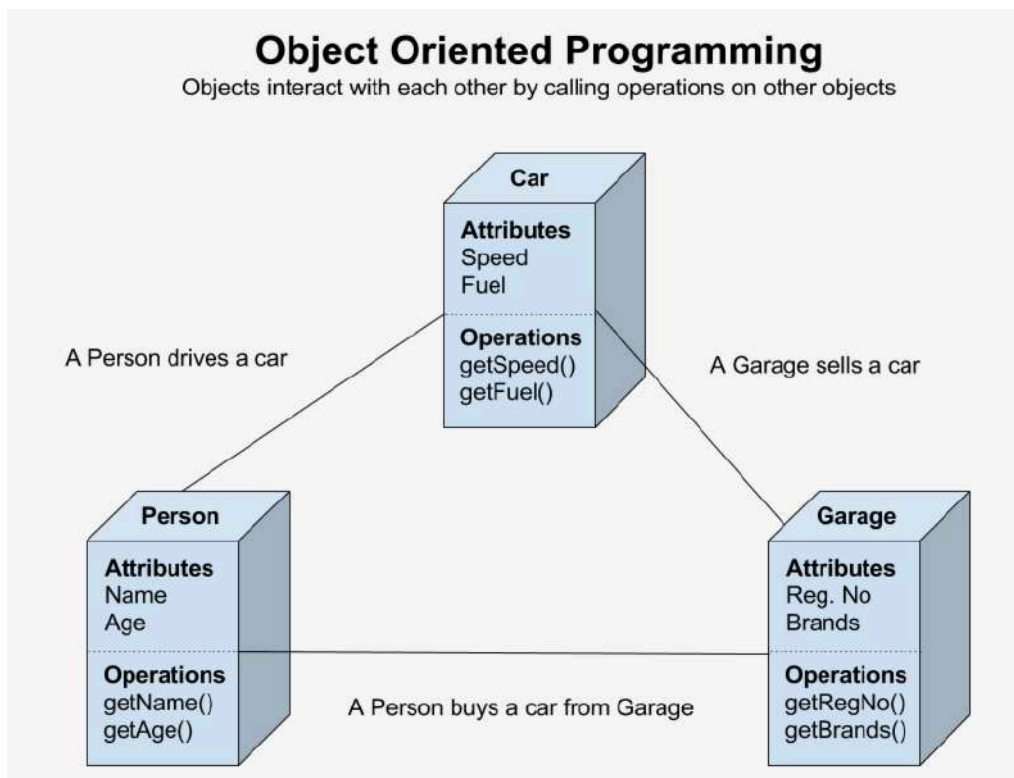 Object Oriented Programming
Objects interact with each other by calling operations on other objects
Car
Attributes
Speed
Fuel
Operations
getSpeed()
getFuel()
A Person drives a car
A Garage sells a car
Person
Attributes
Name
Age
Operations
getName()
getAge()
A Person buys a car from Garage
Garage
Attributes
Reg. No
Brands
Operations
getRegNo()
getBrands()